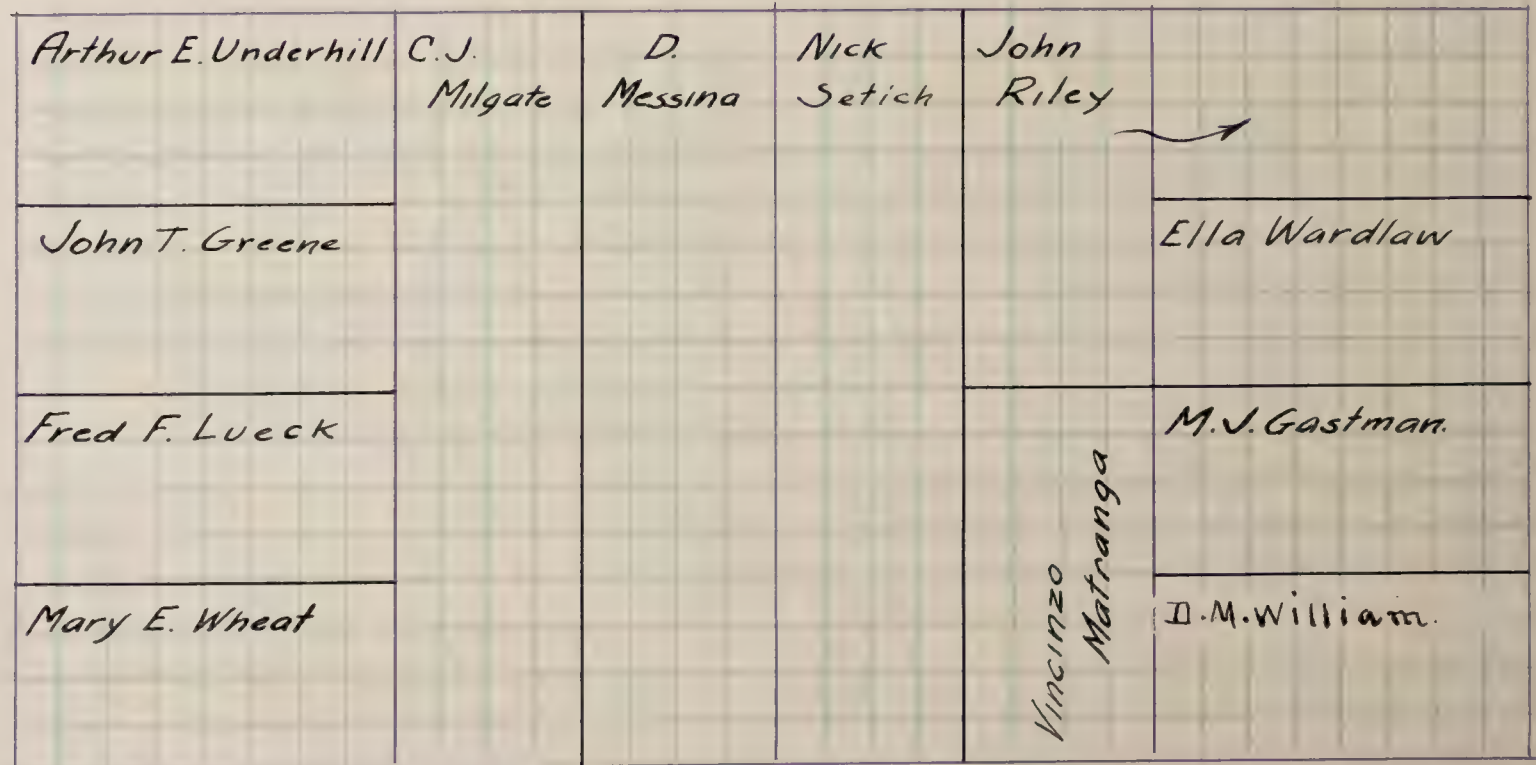 Arthur E. Underhill
C.J.
Milgate
D.
Messina
Nick
Setich
John
Riley
John T. Greene
Ella Wardlaw
Fred F. Lueck
M.J. Gastman.
Vincinzo
Matranga
Mary E. Wheat
D.M. William.